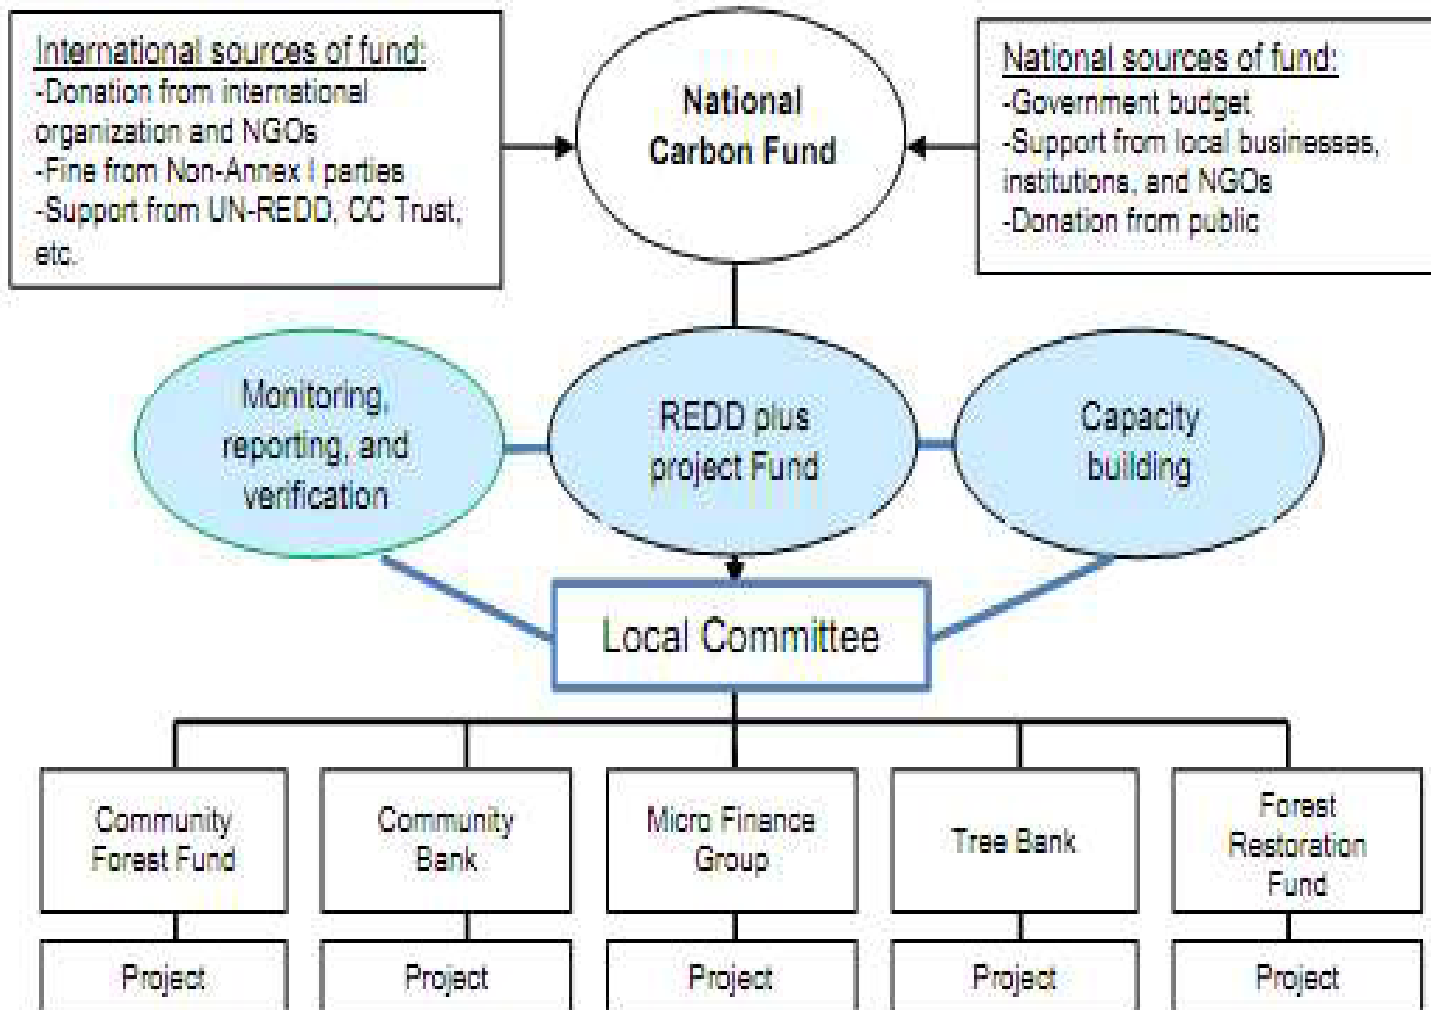 International sources of fund:
-Donation from international
organization and NGOs
-Fine from Non-Annex I parties
-Support from UN-REDD, CC Trust,
etc.
National
Carbon Fund
National sources of fund:
-Government budget
-Support from local businesses,
institutions, and NGOs
-Donation from public
Monitoring,
reporting, and
verification
REDD plus
project Fund
Capacity
building
Local Committee
Community
Forest Fund
Community
Bank
Micro Finance
Group
Tree Bank
Forest
Restoration
Fund
Project
Project
Project
Project
Project